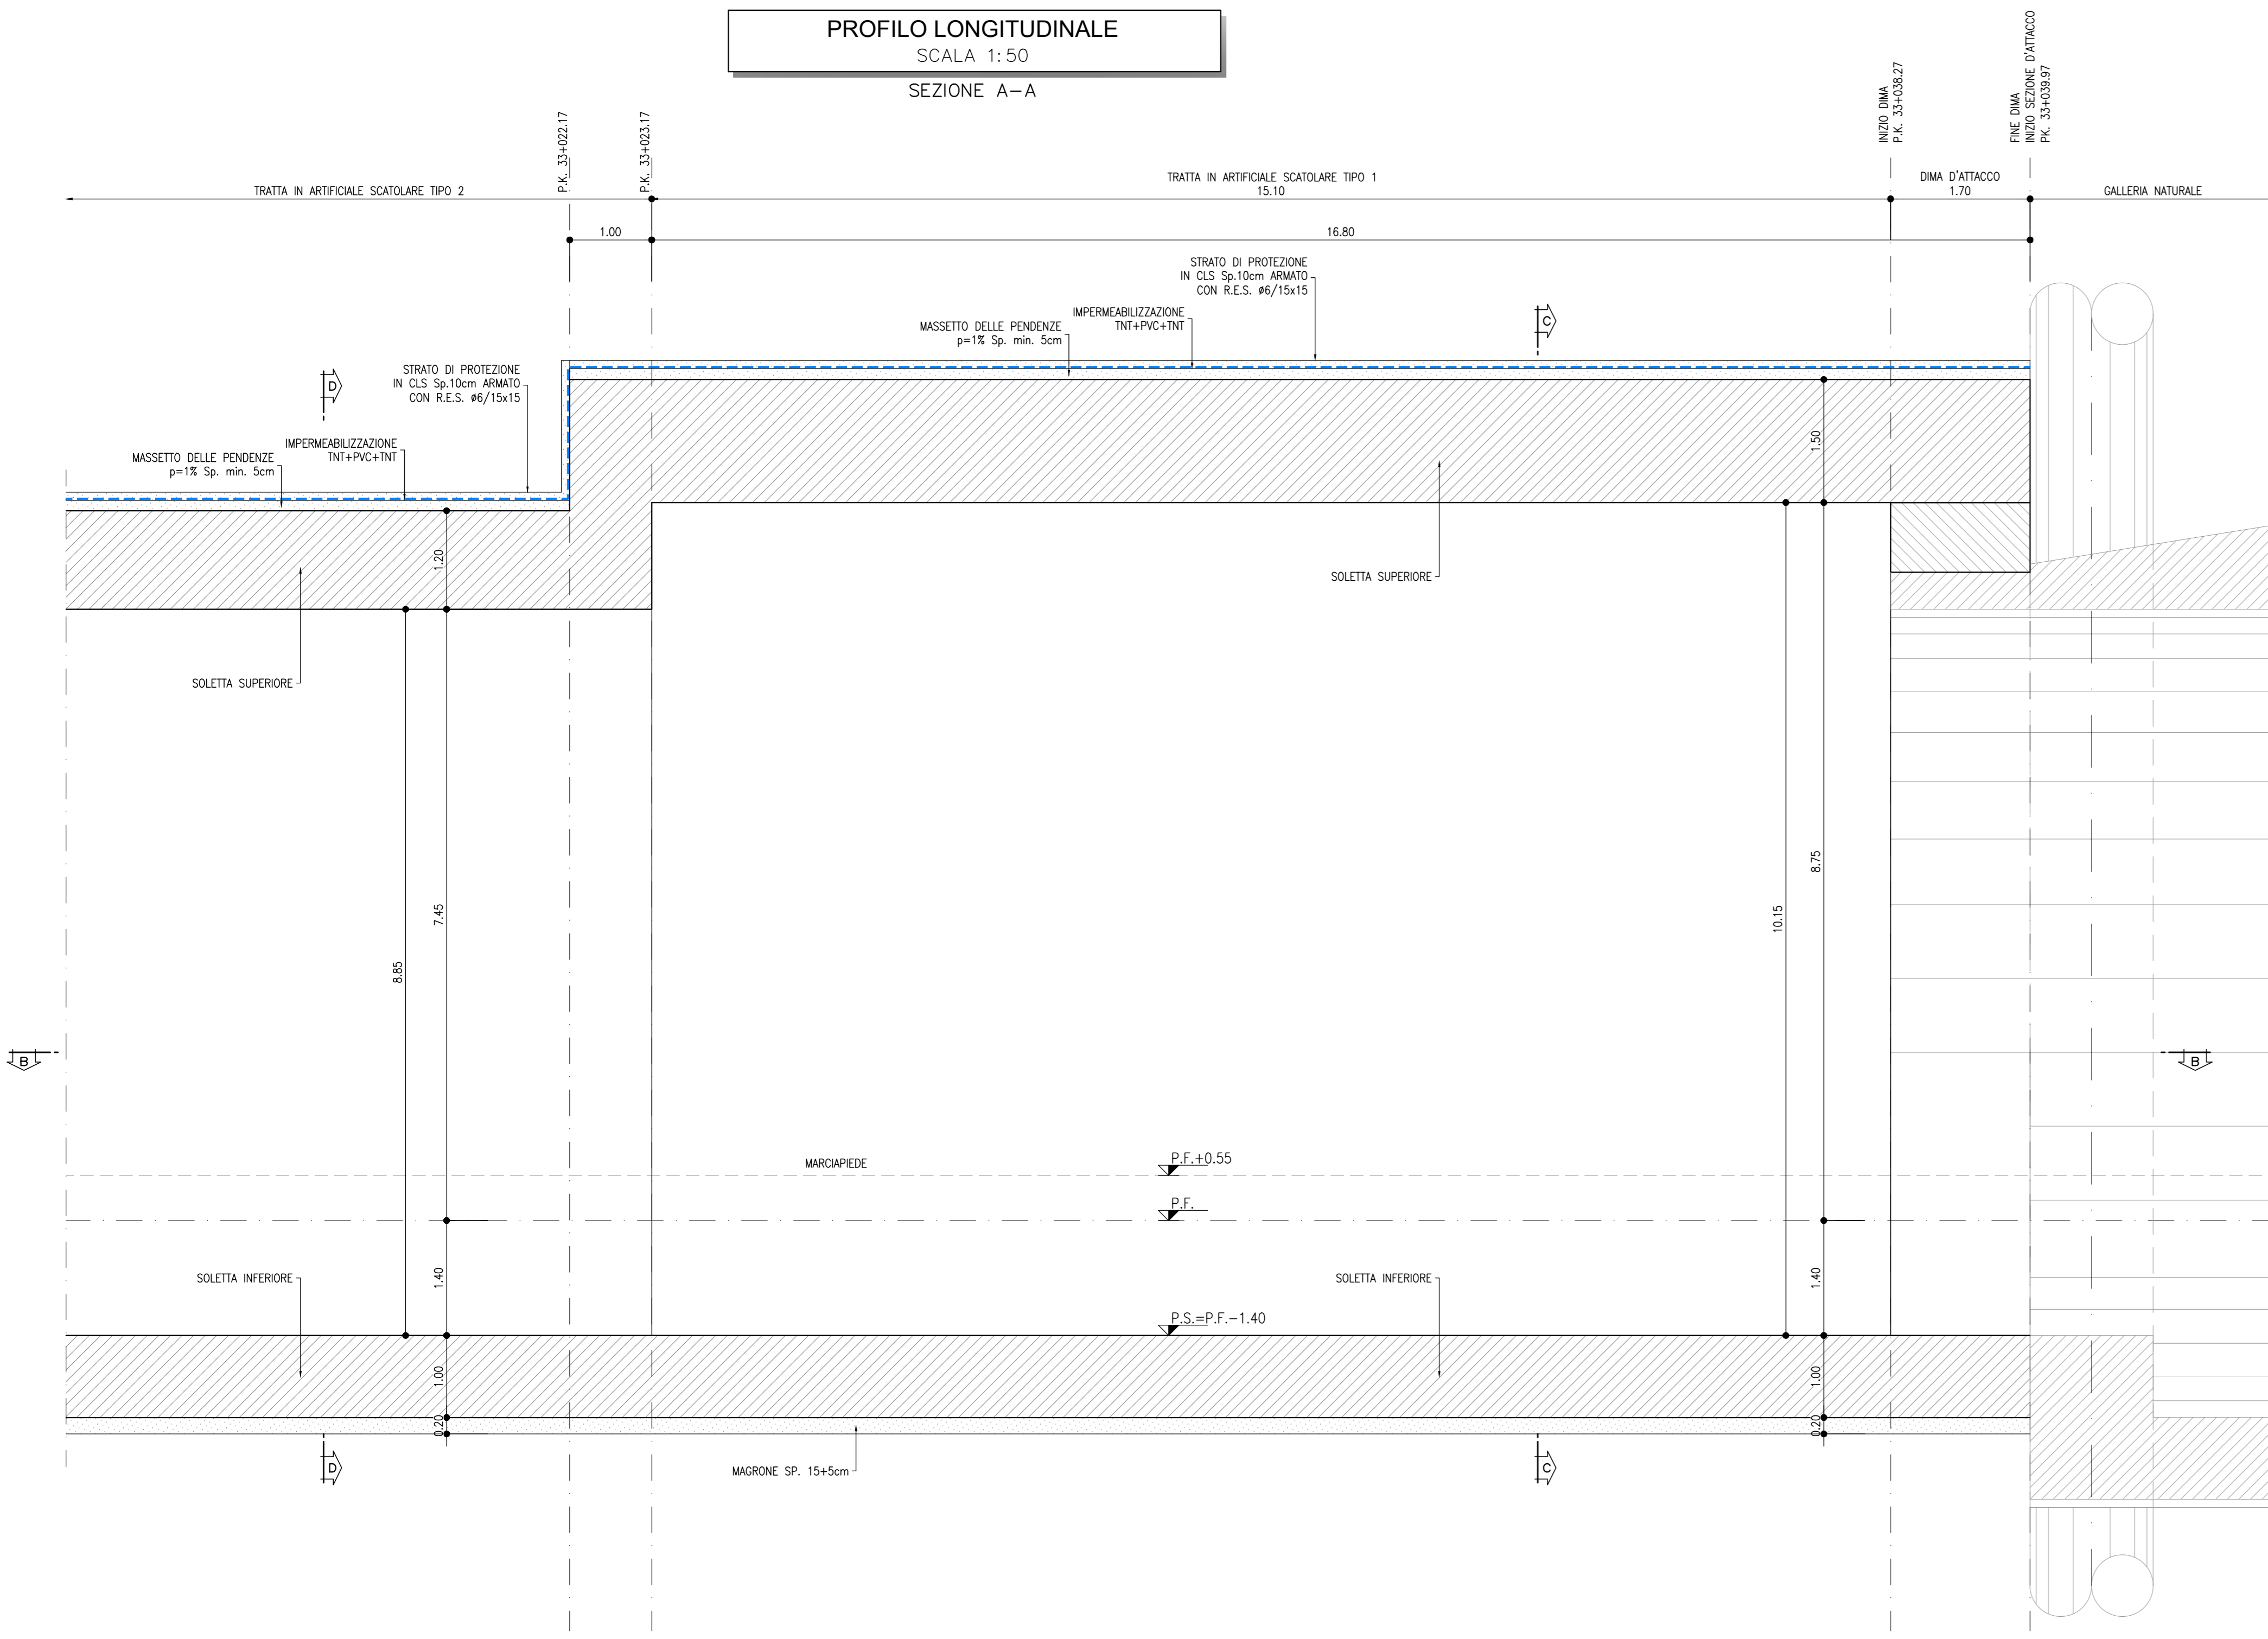 PROFILO LONGITUDINALE
SCALA 1:50
SEZIONE A-A
P.K. 33+022.17
P.K. 33+023.17
INIZIO DIMA
P.K. 33+038.27
FINE DIMA
INIZIO SEZIONE D'ATTACCO
PK. 33+039.97
TRATTA IN ARTIFICIALE SCATOLARE TIPO 2
TRATTA IN ARTIFICIALE SCATOLARE TIPO 1
15.10
DIMA D'ATTACCO
1.70
GALLERIA NATURALE
1.00
16.80
STRATO DI PROTEZIONE
IN CLS Sp.10cm ARMATO
CON R.E.S. ø6/15x15
IMPERMEABILIZZAZIONE
TNT+PVC+TNT
MASSETTO DELLE PENDENZE
p=1% Sp. min. 5cm
C
D
STRATO DI PROTEZIONE
IN CLS Sp.10cm ARMATO
CON R.E.S. ø6/15x15
IMPERMEABILIZZAZIONE
TNT+PVC+TNT
MASSETTO DELLE PENDENZE
p=1% Sp. min. 5cm
1.50
1.20
SOLETTA SUPERIORE
SOLETTA SUPERIORE
8.75
7.45
10.15
8.85
B
B
MARCIAPIEDE
P.F.+0.55
P.F.
SOLETTA INFERIORE
1.40
SOLETTA INFERIORE
1.40
P.S.=P.F.-1.40
1.00
1.00
0.20
0.20
D
MAGRONE SP. 15+5cm
C